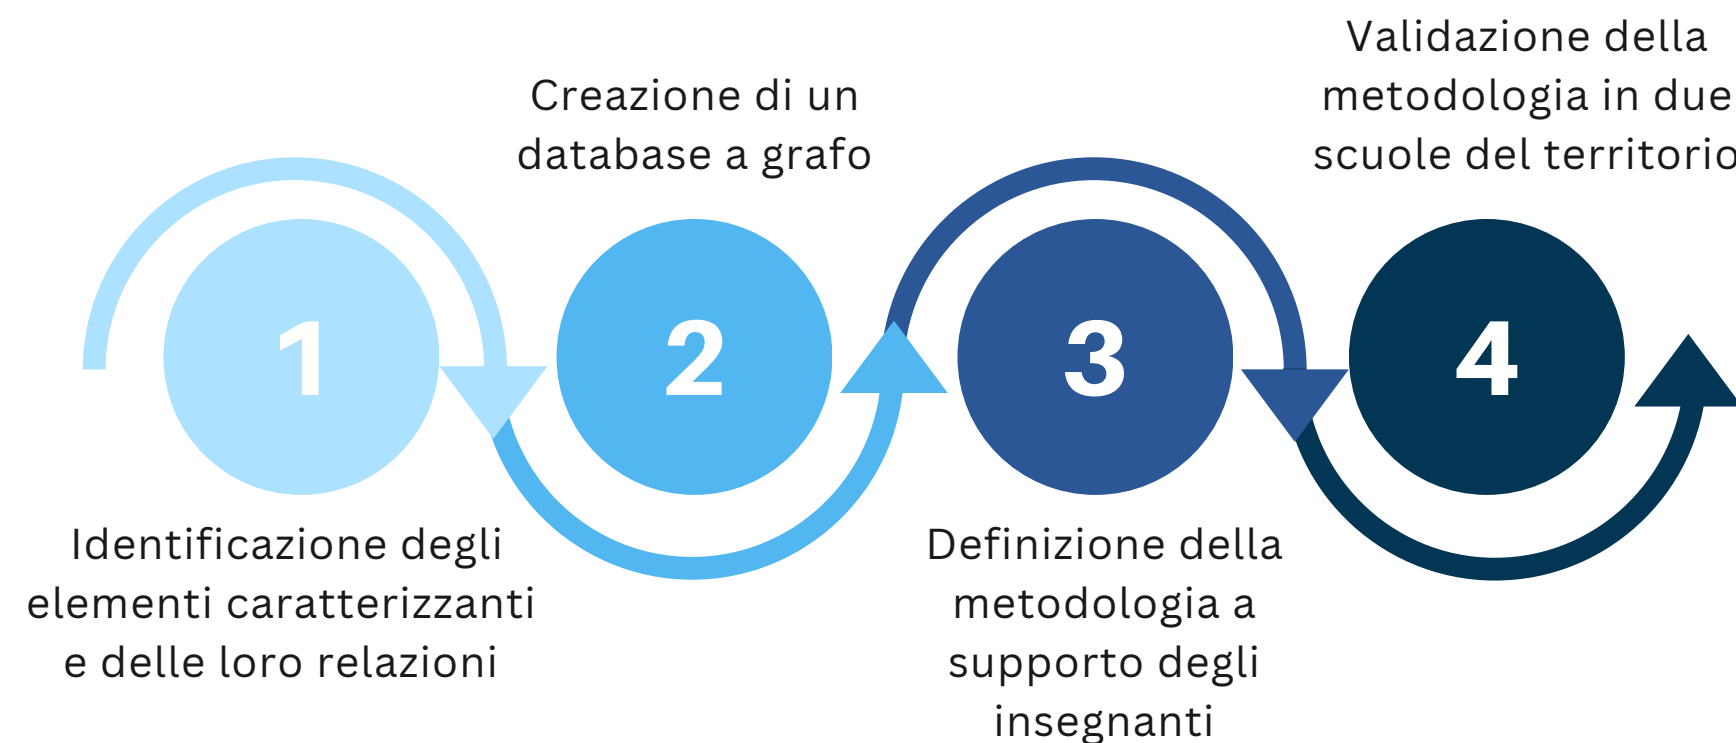 1
Identificazione degli
elementi caratterizzanti
e delle loro relazioni
Creazione di un
database a grafo
2
3
Definizione della
metodologia a
supporto degli
insegnanti
Validazione della
metodologia in due
scuole del territorio
4